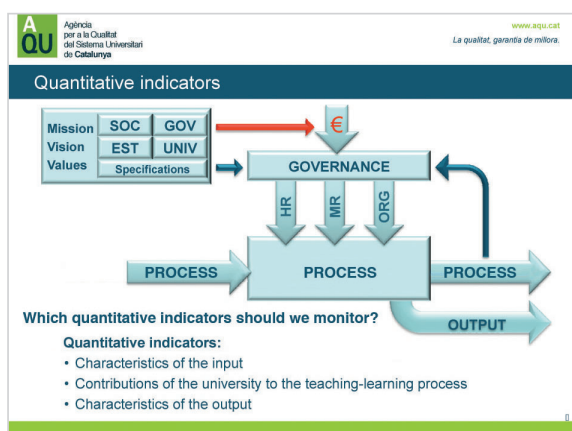 AQU
Agència
per a la Qualitat
del Sistema Universitari
de Catalunya
www.aqu.cat
La qualitat, garantia de millora.
Quantitative indicators
Mission
Vision
Values
SOC GOV
EST UNIV
Specifications
€
GOVERNANCE
HR
MR
ORG
PROCESS
PROCESS
PROCESS
OUTPUT
Which quantitative indicators should we monitor?
Quantitative indicators:
• Characteristics of the input
• Contributions of the university to the teaching-learning process
• Characteristics of the output